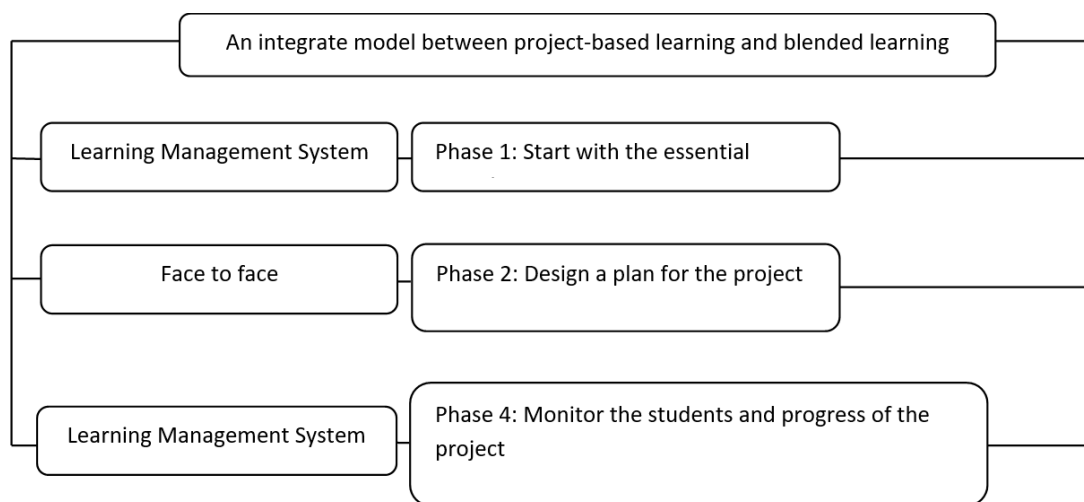 An integrate model between project-based learning and blended learning
Learning Management System
Phase 1: Start with the essential
Face to face
Phase 2: Design a plan for the project
Learning Management System
Phase 4: Monitor the students and progress of the
project